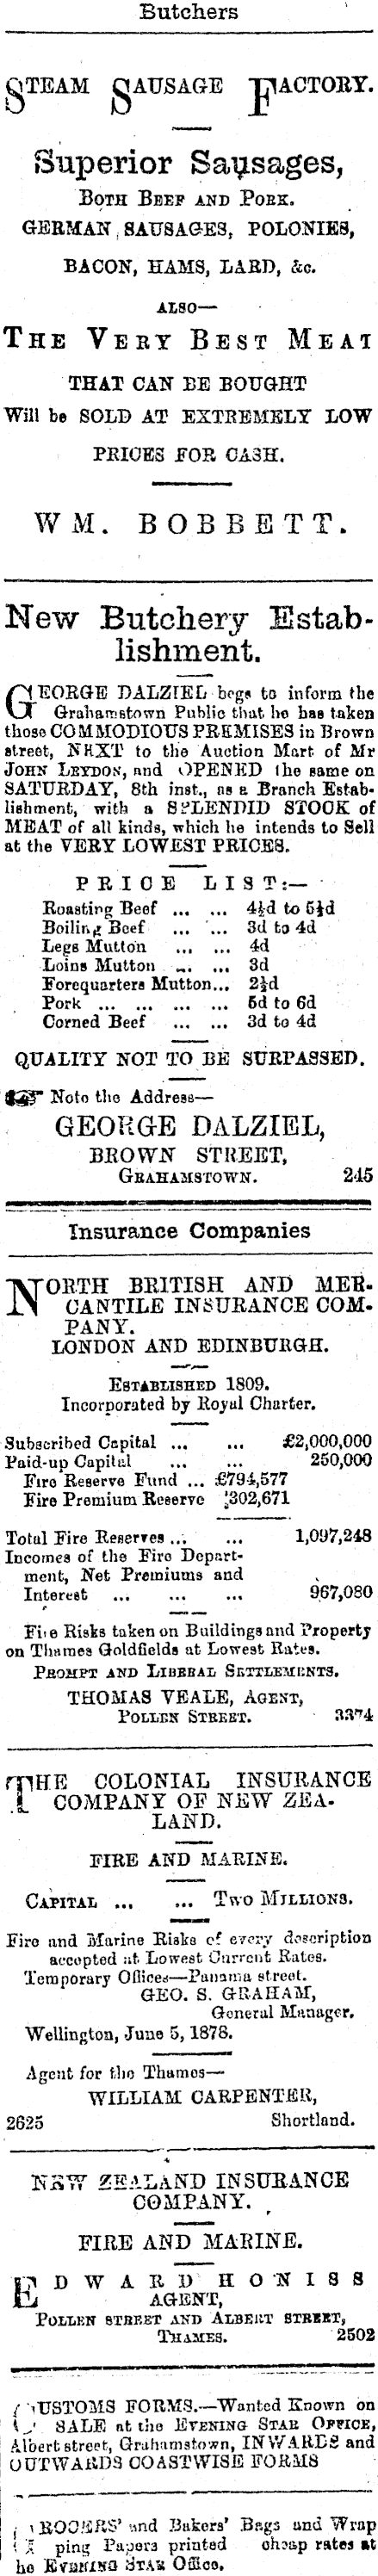 Butchers
STEAM SAUSAGE FACTORY.
Superior Sausages,
BOTH BEEF AND PORK.
GERMAN SAUSAGES, POLONIES,
BACON, HAMS, LARD, &c.
ALSO—
THE VERY BEST MEAT
THAT CAN BE BOUGHT
Will be SOLD AT EXTREMELY LOW
PRICES FOR CASH.
WM. BOBBETT.
New Butchery Estab-
lishment.
GEORGE DALZIEL begs to inform the
Grahamstown Public that he has taken
those COMMODIOUS PREMISES in Brown
street, NEXT to the Auction Mart of Mr
JOHN LEYDON, and OPENED the same on
SATURDAY, 8th inst., as a Branch Estab-
lishment, with a SPLENDID STOCK of
MEAT of all kinds, which he intends to Sell
at the VERY LOWEST PRICES.
PRICE LIST:—
Roasting Beef ... ... 4½d to 5½d
Boiling Beef ... ... 3d to 4d
Legs Mutton ... ... 4d
Loins Mutton ... ... 3d
Forequarters Mutton... 2½d
Pork ... ... ... ... 5d to 6d
Corned Beef ... ... 3d to 4d
QUALITY NOT TO BE SURPASSED.
Note the Address—
GEORGE DALZIEL,
BROWN STREET,
GRAHAMSTOWN. 245
Insurance Companies
NORTH BRITISH AND MER-
CANTILE INSURANCE COM-
PANY.
LONDON AND EDINBURGH.
ESTABLISHED 1809.
Incorporated by Royal Charter.
Subscribed Capital ... ... £2,000,000
Paid-up Capital ... ... 250,000
Fire Reserve Fund ... £794,577
Fire Premium Reserve 302,671
Total Fire Reserves ... ... 1,097,248
Incomes of the Fire Depart-
ment, Net Premiums and
Interest ... ... ... 967,080
Fire Risks taken on Buildings and Property
on Thames Goldfields at Lowest Rates.
PROMPT AND LIBERAL SETTLEMENTS.
THOMAS VEALE, AGENT,
POLLEN STREET. 3374
THE COLONIAL INSURANCE
COMPANY OF NEW ZEA-
LAND.
FIRE AND MARINE.
CAPITAL ... ... TWO MILLIONS.
Fire and Marine Risks of every description
accepted at Lowest Current Rates.
Temporary Offices—Panama street.
GEO. S. GRAHAM,
General Manager.
Wellington, June 5, 1878.
Agent for the Thames—
WILLIAM CARPENTER,
2625 Shortland.
NEW ZEALAND INSURANCE
COMPANY.
FIRE AND MARINE.
EDWARD HONISS
AGENT,
POLLEN STREET AND ALBERT STREET,
THAMES. 2502
CUSTOMS FORMS.—Wanted Known on
SALE at the EVENING STAR OFFICE,
Albert street, Grahamstown, INWARDS and
OUTWARDS COASTWISE FORMS
GROCERS' and Bakers' Bags and Wrap
ping Papers printed cheap rates at
he EVENING STAR Office.